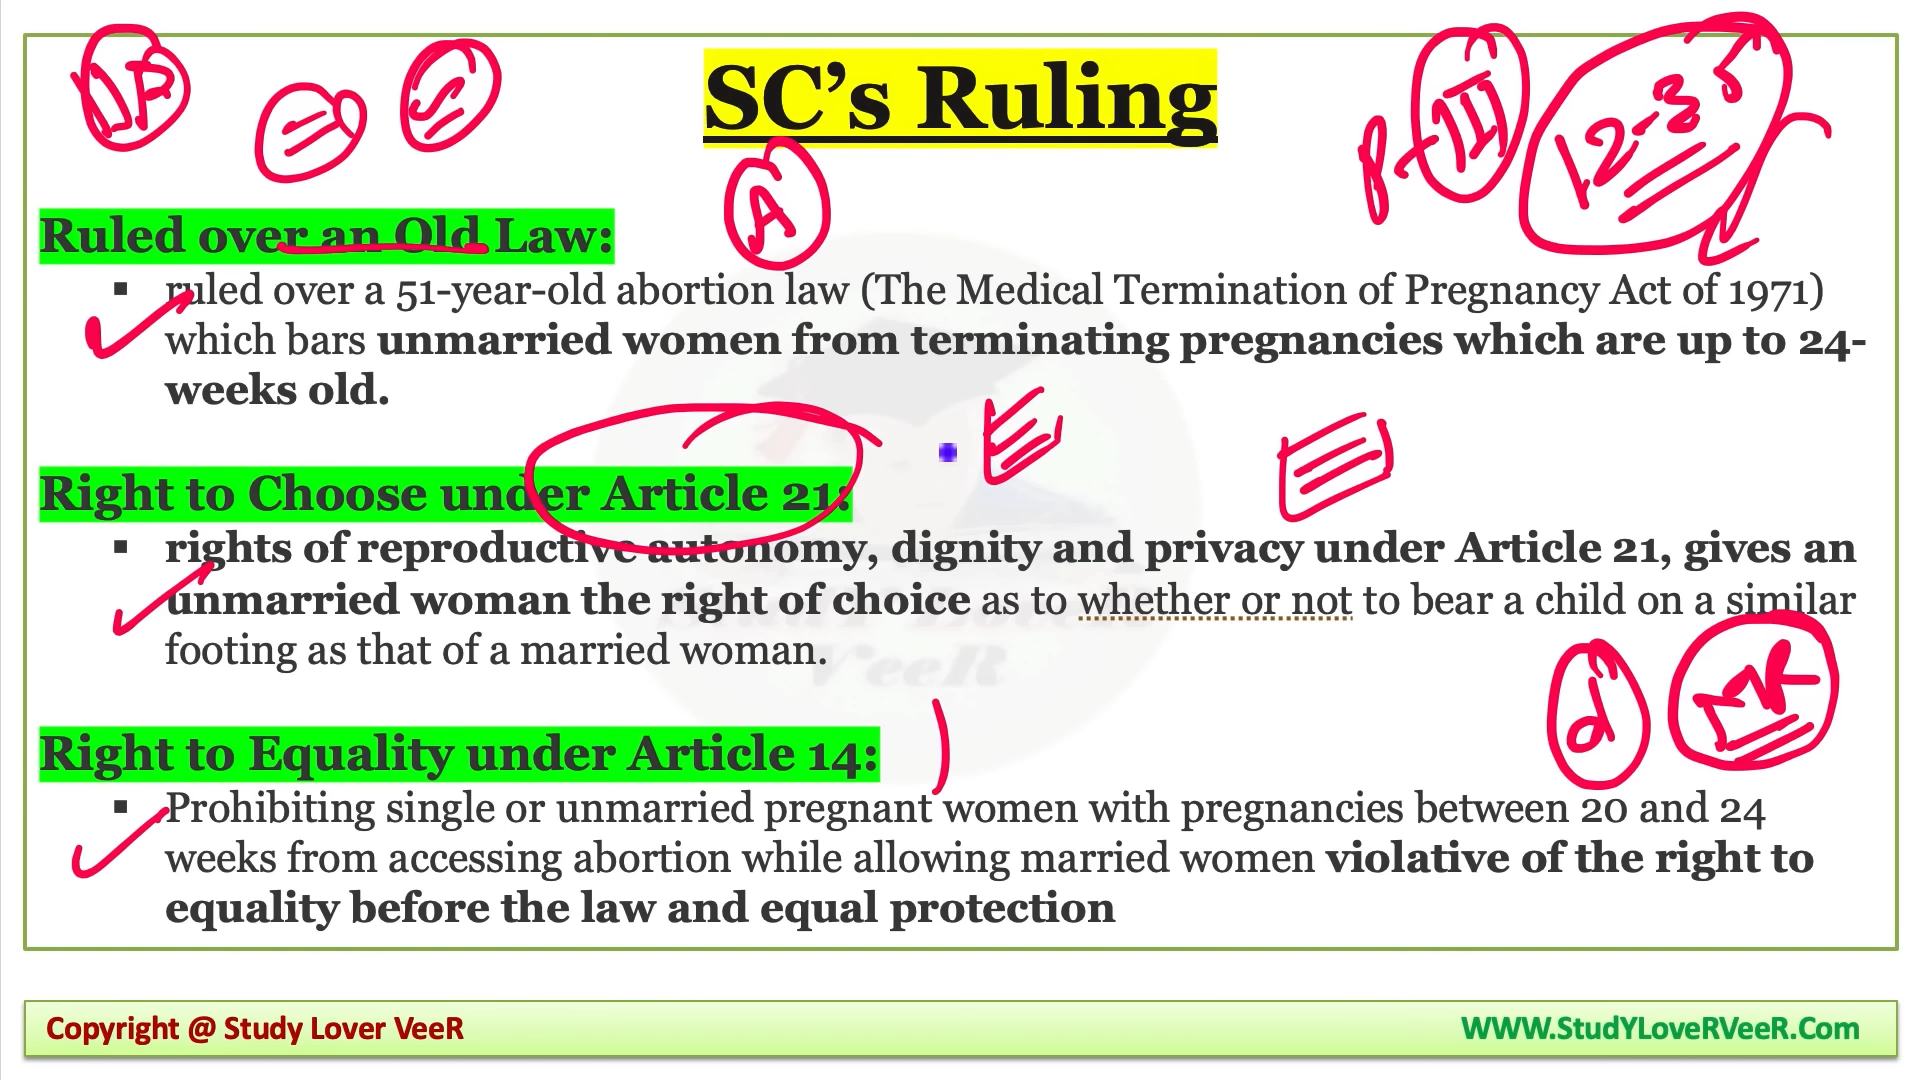 SC’s Ruling
A
Ruled over an Old Law:
▪ ruled over a 51-year-old abortion law (The Medical Termination of Pregnancy Act of 1971)
which bars unmarried women from terminating pregnancies which are up to 24-
weeks old.
Right to Choose under Article 21:
▪ rights of reproductive autonomy, dignity and privacy under Article 21, gives an
unmarried woman the right of choice as to whether or not to bear a child on a similar
footing as that of a married woman.
d
Right to Equality under Article 14:
▪ Prohibiting single or unmarried pregnant women with pregnancies between 20 and 24
weeks from accessing abortion while allowing married women violative of the right to
equality before the law and equal protection
Copyright @ Study Lover VeeR
WWW.StudYLoveRVeeR.Com